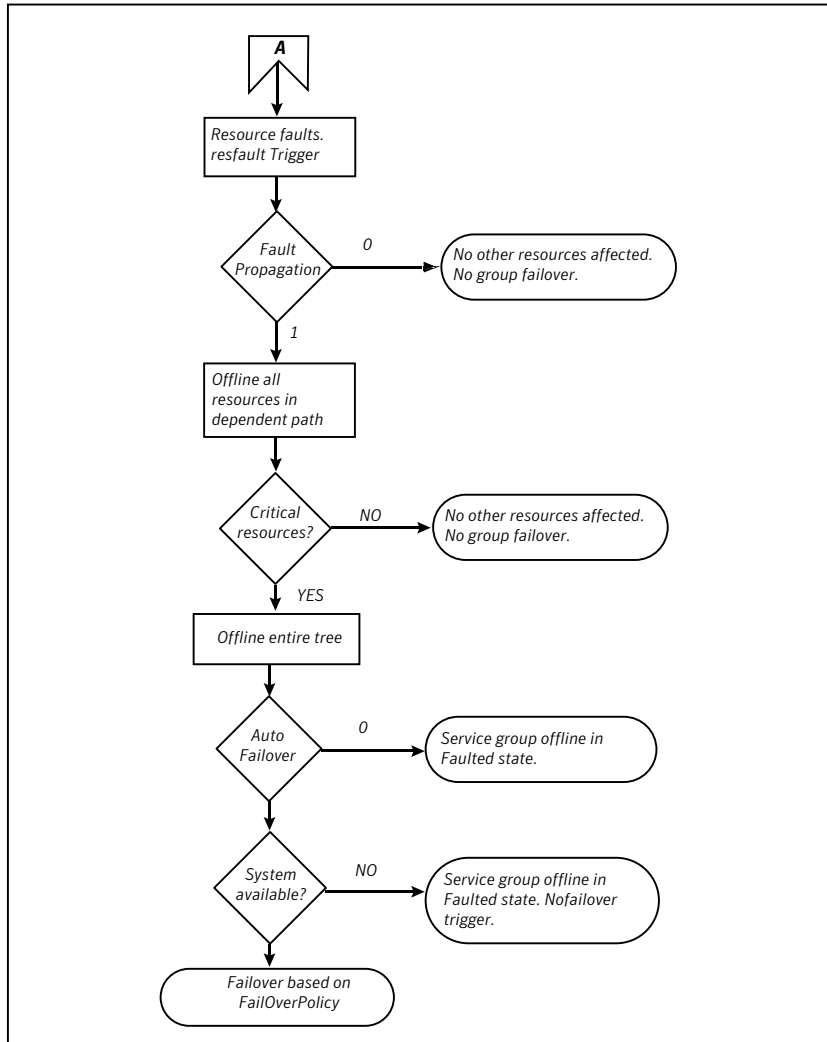 A
Resource faults.
resfault Trigger
Fault
Propagation
0
No other resources affected.
No group failover.
1
Offline all
resources in
dependent path
Critical
resources?
NO
No other resources affected.
No group failover.
YES
Offline entire tree
Auto
Failover
0
Service group offline in
Faulted state.
System
available?
NO
Service group offline in
Faulted state. Nofailover
trigger.
Failover based on
FailOverPolicy